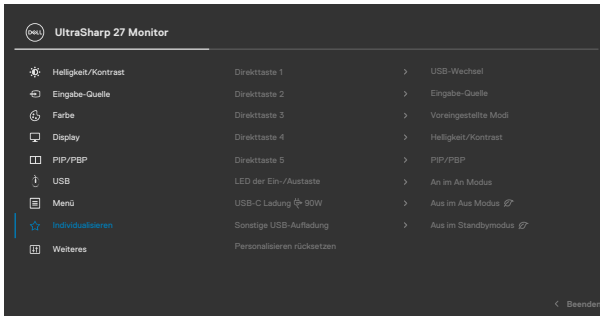 DELL UltraSharp 27 Monitor
Helligkeit/Kontrast Direkttaste 1 > USB-Wechsel
Eingabe-Quelle Direkttaste 2 > Eingabe-Quelle
Farbe Direkttaste 3 > Voreingestellte Modi
Display Direkttaste 4 > Helligkeit/Kontrast
PIP/PBP Direkttaste 5 > PIP/PBP
USB LED der Ein-/Austaste > An im An Modus
Menü USB-C Ladung 90W > Aus im Aus Modus
Individualisieren Sonstige USB-Aufladung > Aus im Standbymodus
Weiteres Personalisieren rücksetzen
< Beenden